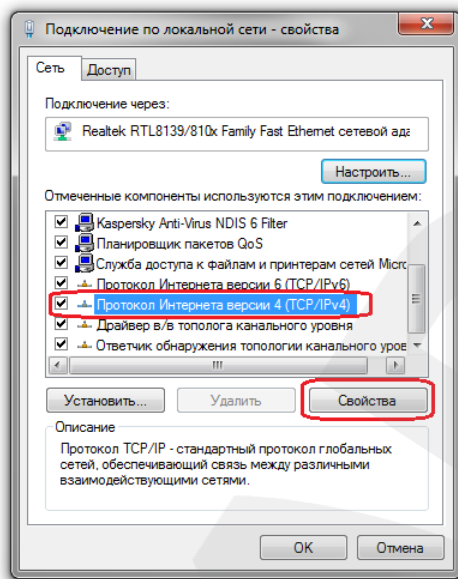 Подключение по локальной сети - свойства
Сеть Доступ
Подключение через:
Realtek RTL8139/810x Family Fast Ethernet сетевой ада
Настроить...
Отмеченные компоненты используются этим подключением:
Kaspersky Anti-Virus NDIS 6 Filter
Планировщик пакетов QoS
Служба доступа к файлам и принтерам сетей Micro
Протокол Интернета версии 6 (TCP/IPv6)
Протокол Интернета версии 4 (TCP/IPv4)
Драйвер в/в тополога канального уровня
Ответчик обнаружения топологии канального уров
Установить... Удалить Свойства
Описание
Протокол TCP/IP - стандартный протокол глобальных
сетей, обеспечивающий связь между различными
взаимодействующими сетями.
OK Отмена